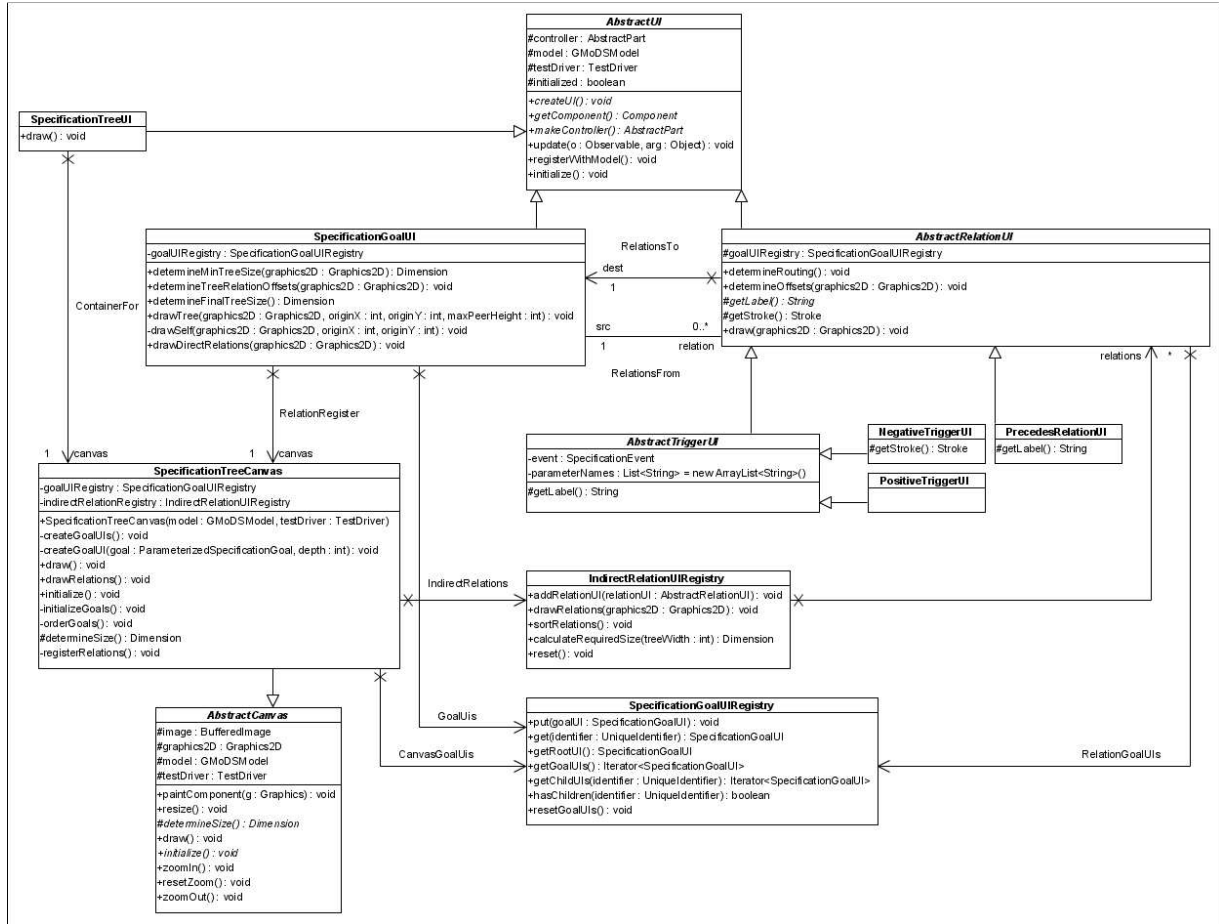 AbstractUI
#controller : AbstractPart
#model : GMoDSModel
#testDriver : TestDriver
#initialized : boolean
+createUI() : void
+getComponent() : Component
+makeController() : AbstractPart
+update(o : Observable, arg : Object) : void
+registerWithModel() : void
+initialize() : void
SpecificationTreeUI
+draw() : void
SpecificationGoalUI
-goalUIRegistry : SpecificationGoalUIRegistry
+determineMinTreeSize(graphics2D : Graphics2D) : Dimension
+determineTreeRelationOffsets(graphics2D : Graphics2D) : void
+determineFinalTreeSize() : Dimension
+drawTree(graphics2D : Graphics2D, originX : int, originY : int, maxPeerHeight : int) : void
-drawSelf(graphics2D : Graphics2D, originX : int, originY : int) : void
+drawDirectRelations(graphics2D : Graphics2D) : void
RelationsTo
dest
1
src
0..*
1
relation
RelationsFrom
AbstractRelationUI
#goalUIRegistry : SpecificationGoalUIRegistry
+determineRouting() : void
+determineOffsets(graphics2D : Graphics2D) : void
#getLabel() : String
#getStroke() : Stroke
+draw(graphics2D : Graphics2D) : void
relations
*
ContainerFor
RelationRegister
1
canvas
1
canvas
AbstractTriggerUI
-event : SpecificationEvent
-parameterNames : List<String> = new ArrayList<String>()
#getLabel() : String
NegativeTriggerUI
#getStroke() : Stroke
PrecedesRelationUI
#getLabel() : String
PositiveTriggerUI
SpecificationTreeCanvas
-goalUIRegistry : SpecificationGoalUIRegistry
-indirectRelationRegistry : IndirectRelationUIRegistry
+SpecificationTreeCanvas(model : GMoDSModel, testDriver : TestDriver)
-createGoalUIs() : void
-createGoalUI(goal : ParameterizedSpecificationGoal, depth : int) : void
+draw() : void
+drawRelations() : void
+initialize() : void
-initializeGoals() : void
-orderGoals() : void
#determineSize() : Dimension
-registerRelations() : void
IndirectRelations
IndirectRelationUIRegistry
+addRelationUI(relationUI : AbstractRelationUI) : void
+drawRelations(graphics2D : Graphics2D) : void
+sortRelations() : void
+calculateRequiredSize(treeWidth : int) : Dimension
+reset() : void
AbstractCanvas
#image : BufferedImage
#graphics2D : Graphics2D
#model : GMoDSModel
#testDriver : TestDriver
+paintComponent(g : Graphics) : void
+resize() : void
#determineSize() : Dimension
+draw() : void
+initialize() : void
+zoomIn() : void
+resetZoom() : void
+zoomOut() : void
GoalUis
CanvasGoalUis
SpecificationGoalUIRegistry
+put(goalUI : SpecificationGoalUI) : void
+get(identifier : UniqueIdentifier) : SpecificationGoalUI
+getRootUI() : SpecificationGoalUI
+getGoalUIs() : Iterator<SpecificationGoalUI>
+getChildUIs(identifier : UniqueIdentifier) : Iterator<SpecificationGoalUI>
+hasChildren(identifier : UniqueIdentifier) : boolean
+resetGoalUIs() : void
RelationGoalUIs